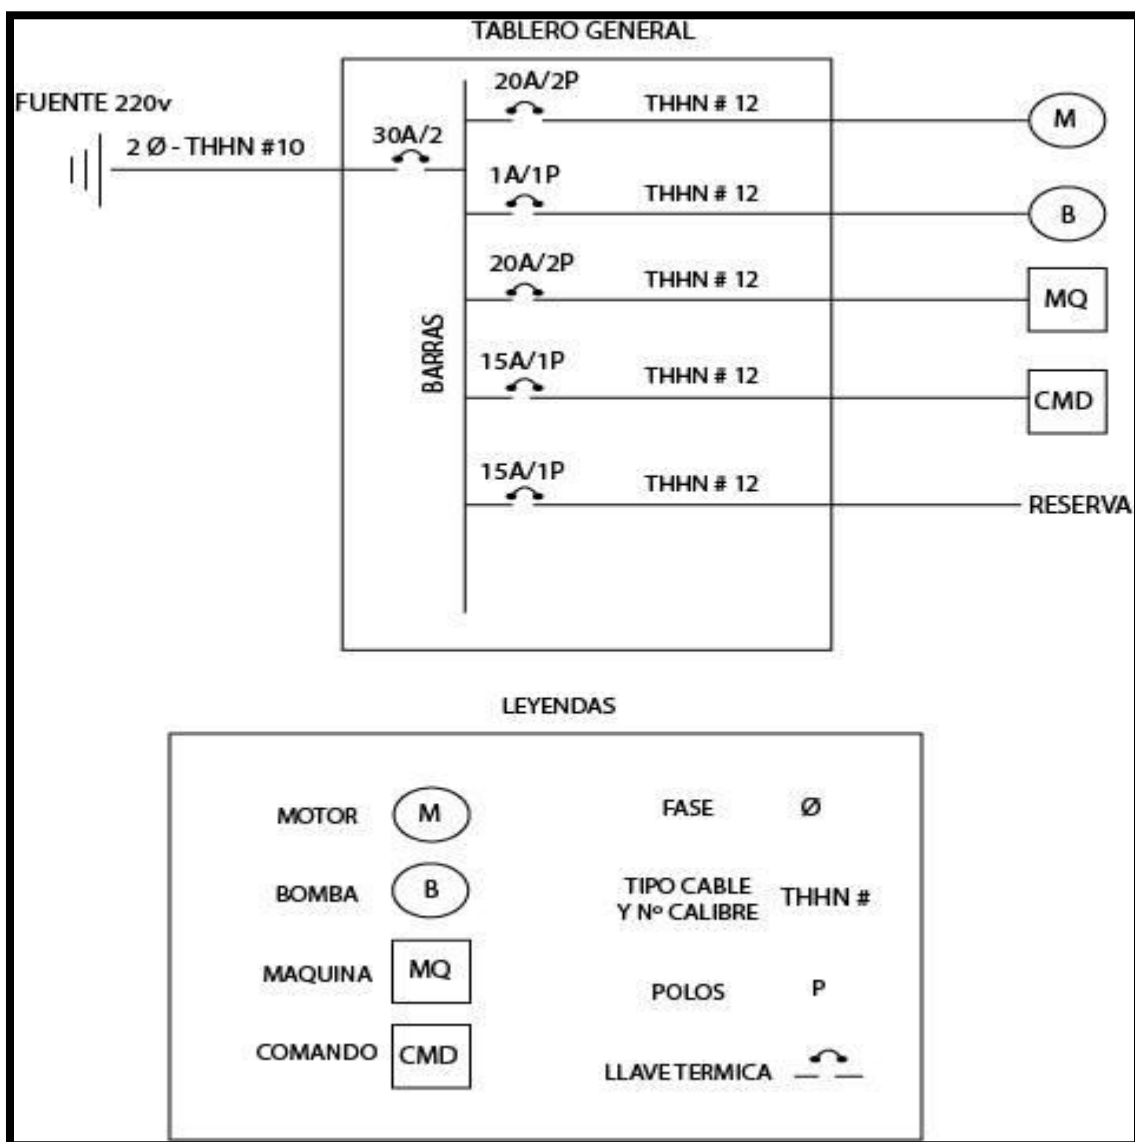 TABLERO GENERAL
FUENTE 220v
2 Ø - THHN #10
30A/2
BARRAS
20A/2P
THHN # 12
M
1A/1P
THHN # 12
B
20A/2P
THHN # 12
MQ
15A/1P
THHN # 12
CMD
15A/1P
THHN # 12
RESERVA
LEYENDAS
MOTOR M
BOMBA B
MAQUINA MQ
COMANDO CMD
FASE Ø
TIPO CABLE
Y Nº CALIBRE THHN #
POLOS P
LLAVE TERMICA